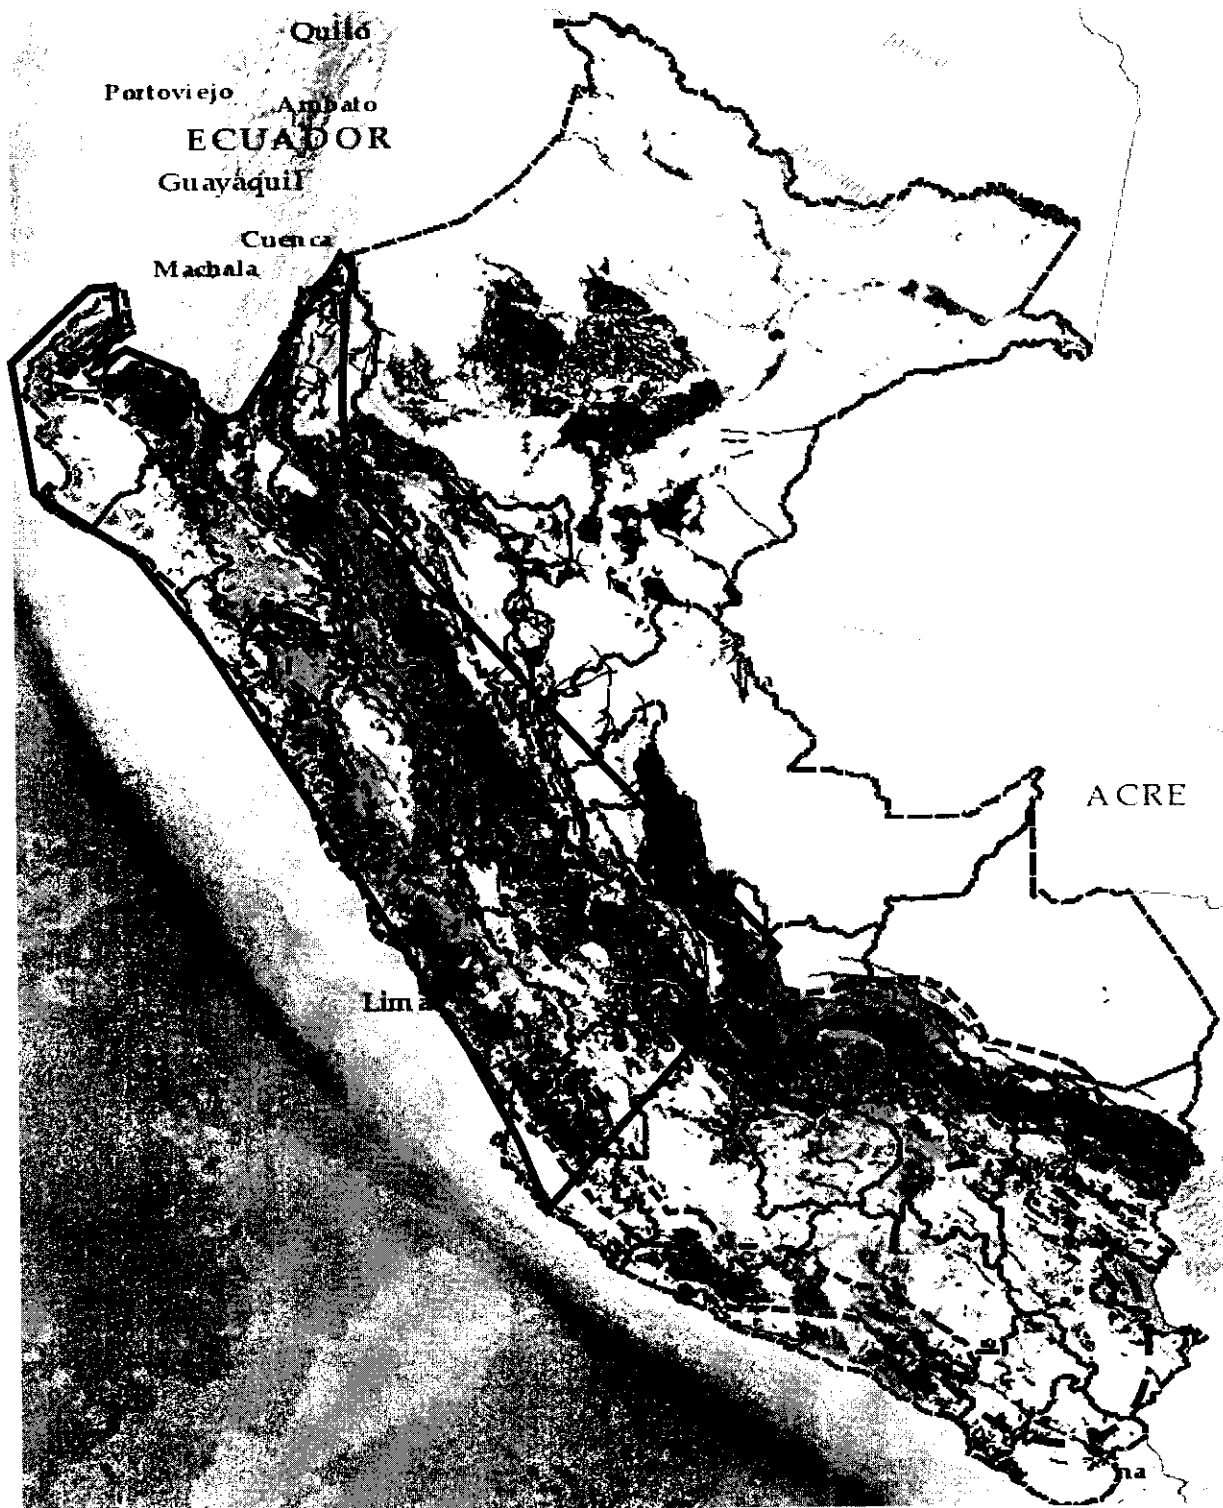 Quito
Portoviejo
Ambato
ECUADOR
Guayaquil
Cuenca
Machala
ACRE
Lima